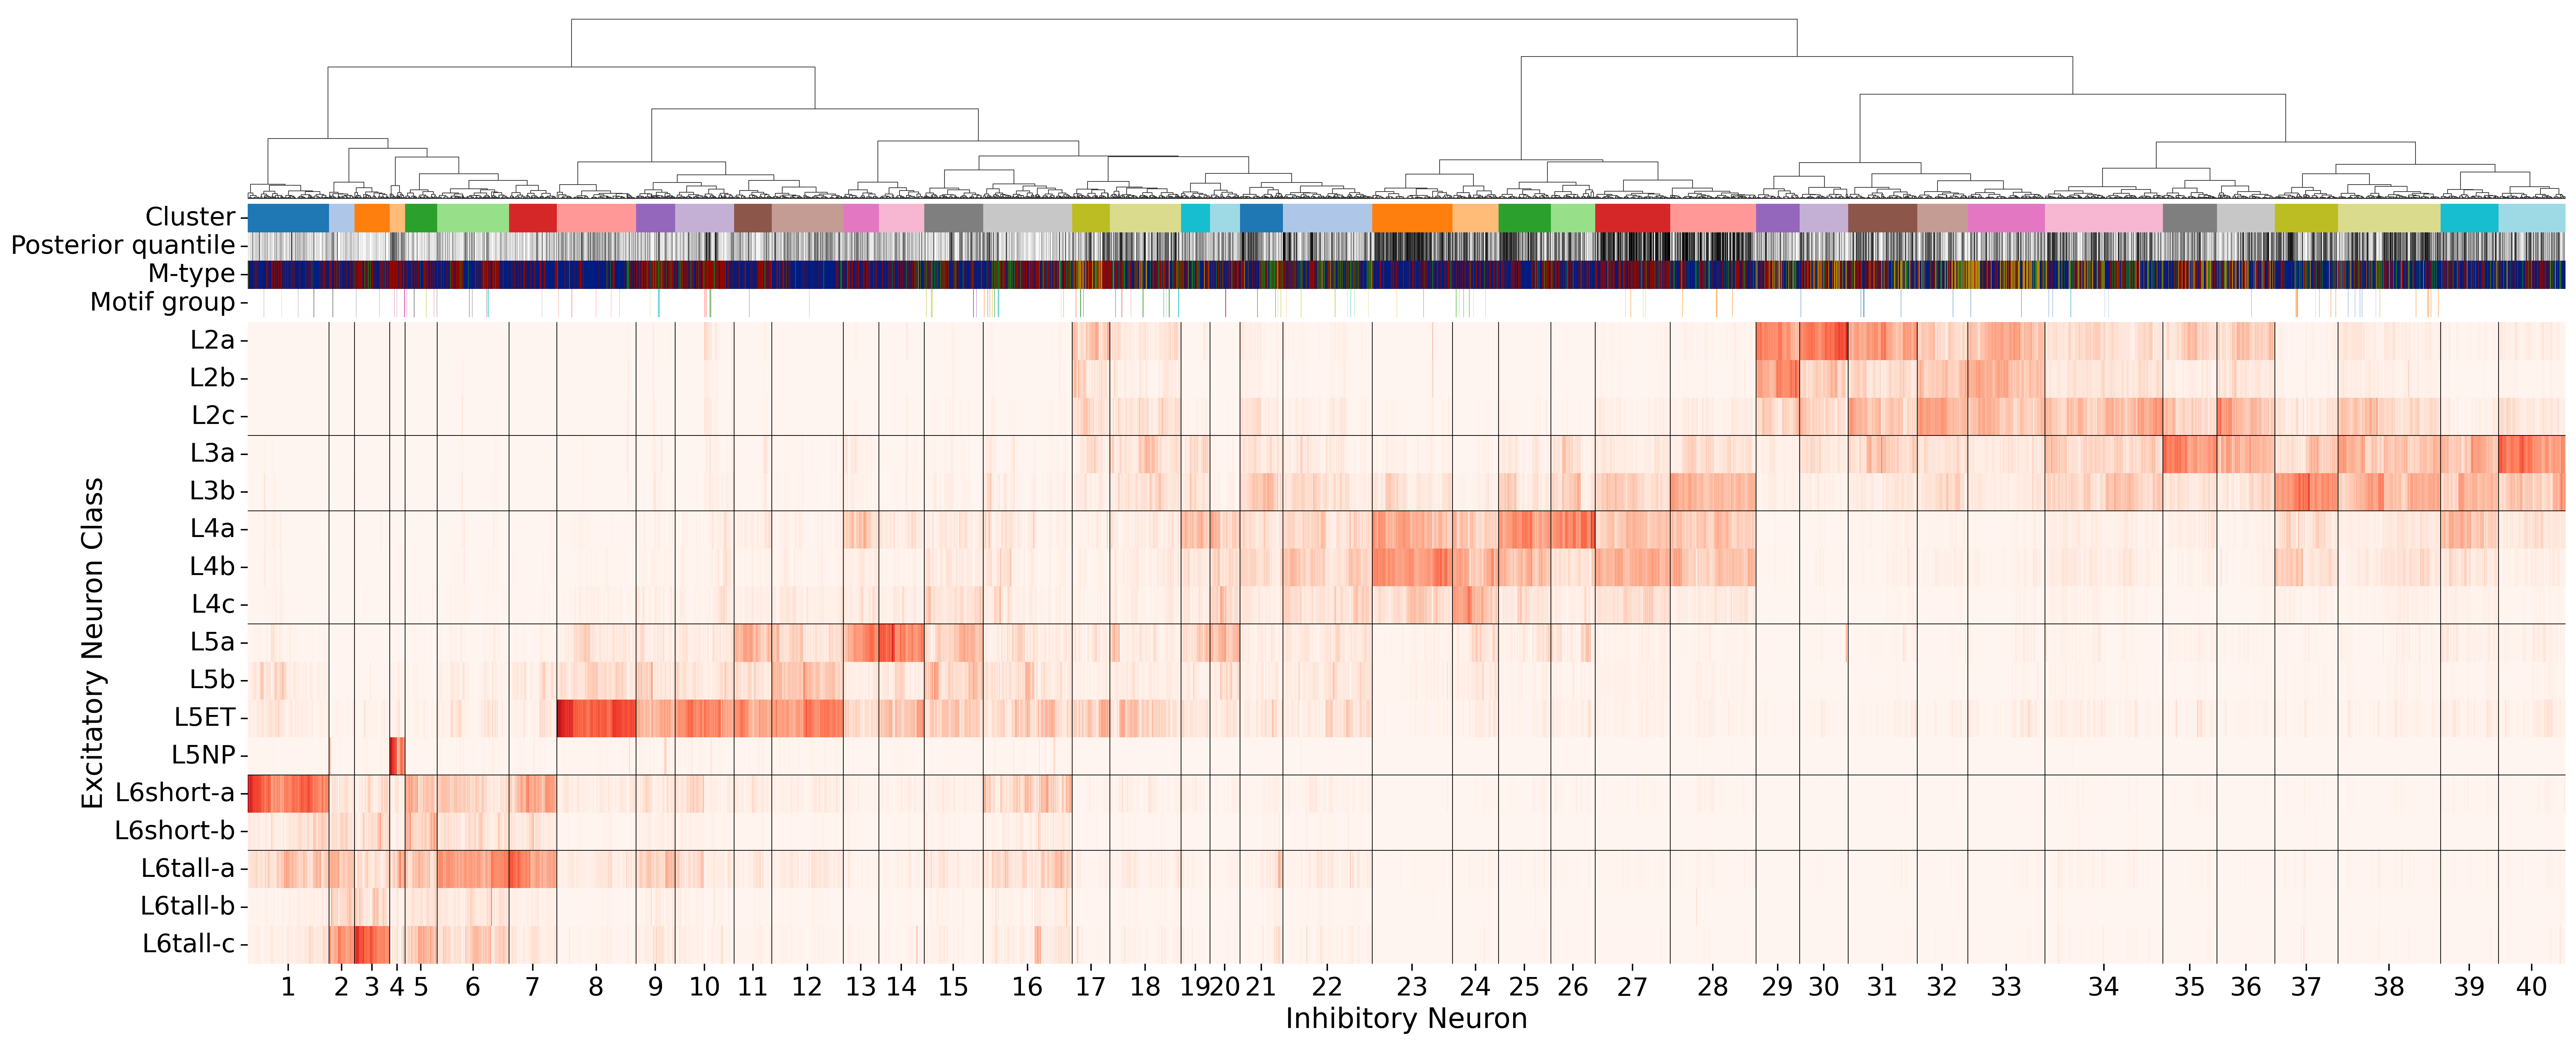 Cluster
Posterior quantile
M-type
Motif group
L2a
L2b
L2c
L3a
L3b
L4a
L4b
L4c
L5a
L5b
L5ET
L5NP
L6short-a
L6short-b
L6tall-a
L6tall-b
L6tall-c
Excitatory Neuron Class
1 2 3 4 5 6 7 8 9 10 11 12 13 14 15 16 17 18 19 20 21 22 23 24 25 26 27 28 29 30 31 32 33 34 35 36 37 38 39 40
Inhibitory Neuron